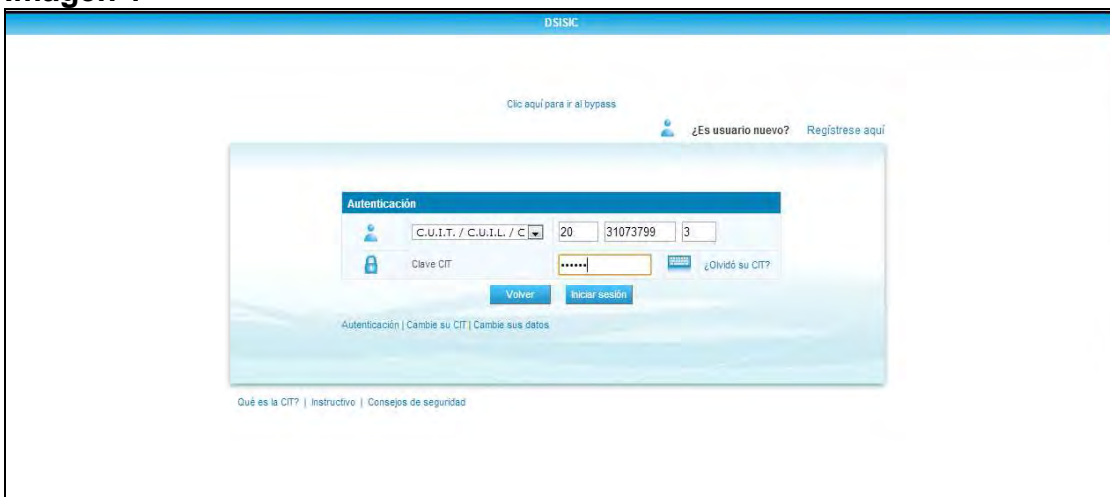 DSISIC
Clic aquí para ir al bypass
¿Es usuario nuevo? Regístrese aquí
Autenticación
C.U.I.T. / C.U.I.L. / C 20 31073799 3
Clave CIT •••••• ¿Olvidó su CIT?
Volver Iniciar sesión
Autenticación | Cambie su CIT | Cambie sus datos
Qué es la CIT? | Instructivo | Consejos de seguridad